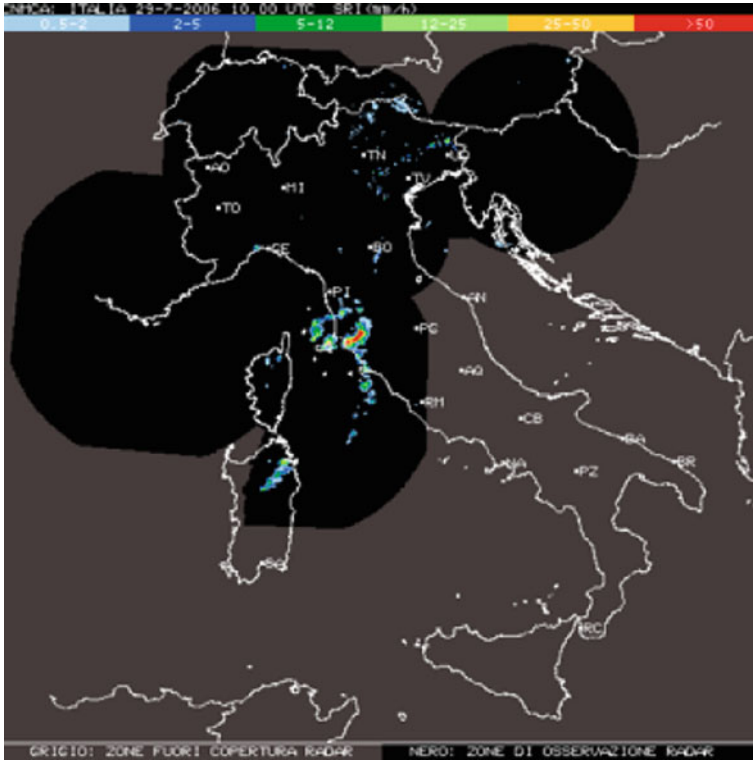 CNMCA: ITALIA 29-7-2006 10.00 UTC SRI(mm/h)
0.5-2 2-5 5-12 12-25 25-50 >50
TN
UD
AO
TV
MI
TO
GE
BO
PI
AN
PG
AQ
RM
CB
BA
NA
BR
PZ
RC
GRIGIO: ZONE FUORI COPERTURA RADAR NERO: ZONE DI OSSERVAZIONE RADAR